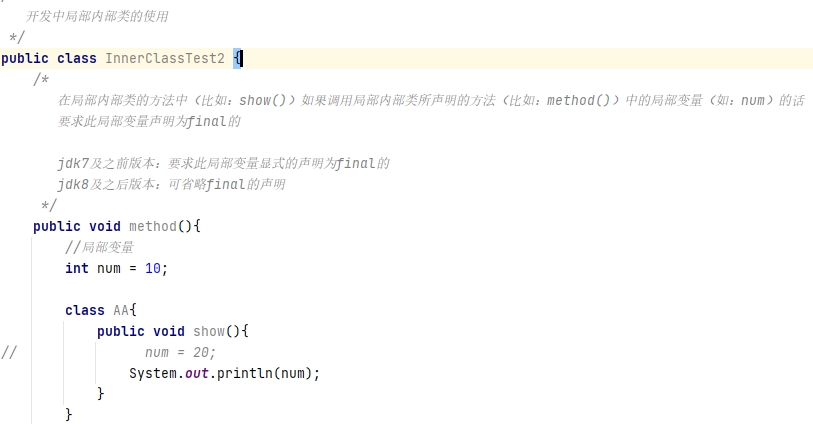 开发中局部内部类的使用
*/
public class InnerClassTest2 {
/*
在局部内部类的方法中（比如：show()）如果调用局部内部类所声明的方法（比如：method()）中的局部变量（如：num）的话
要求此局部变量声明为final的
jdk7及之前版本：要求此局部变量显式的声明为final的
jdk8及之后版本：可省略final的声明
*/
public void method(){
//局部变量
int num = 10;
class AA{
public void show(){
// num = 20;
System.out.println(num);
}
}